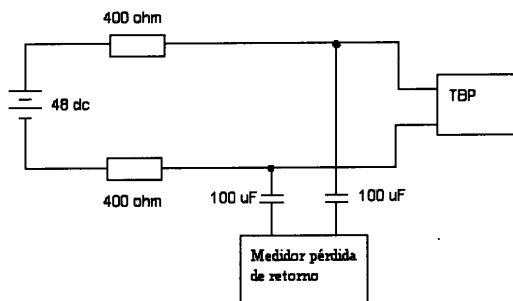 400 ohm
48 dc
TBP
400 ohm
100 uF
100 uF
Medidor pérdida
de retorno